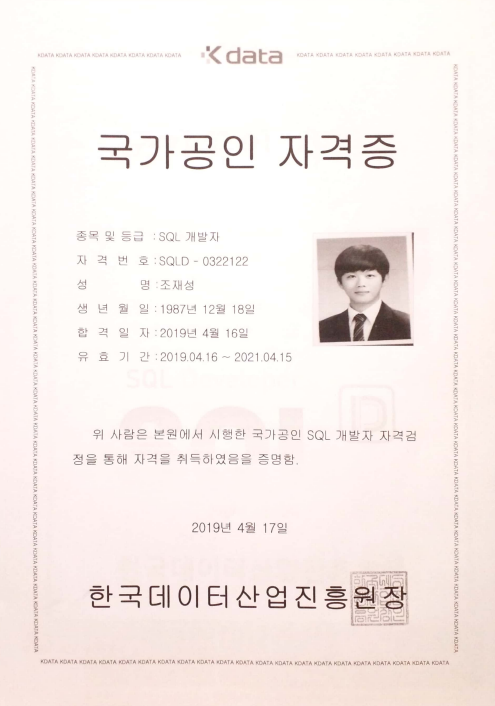 KDATA KDATA KDATA KDATA KDATA KDATA KDATA
Kdata
KDATA KDATA KDATA KDATA KDATA KDATA KDATA
국가공인 자격증
종목 및 등급 : SQL 개발자
자 격 번 호 : SQLD - 0322122
성 명 : 조재성
생 년 월 일 : 1987년 12월 18일
합 격 일 자 : 2019년 4월 16일
유 효 기 간 : 2019.04.16 ~ 2021.04.15
SQL
위 사람은 본원에서 시행한 국가공인 SQL 개발자 자격검
정을 통해 자격을 취득하였음을 증명함.
2019년 4월 17일
한국데이터산업진흥원장
KDATA KDATA KDATA KDATA KDATA KDATA KDATA KDATA KDATA KDATA KDATA KDATA KDATA KDATA KDATA KDATA KDATA KDATA KDATA